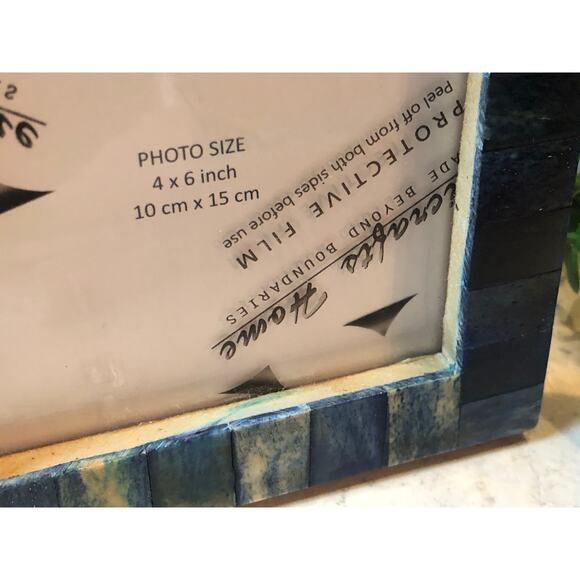 PHOTO SIZE
4 x 6 inch
10 cm x 15 cm
Peel off from both sides before use
PROTECTIVE FILM
BEYOND BOUNDARIES
Home